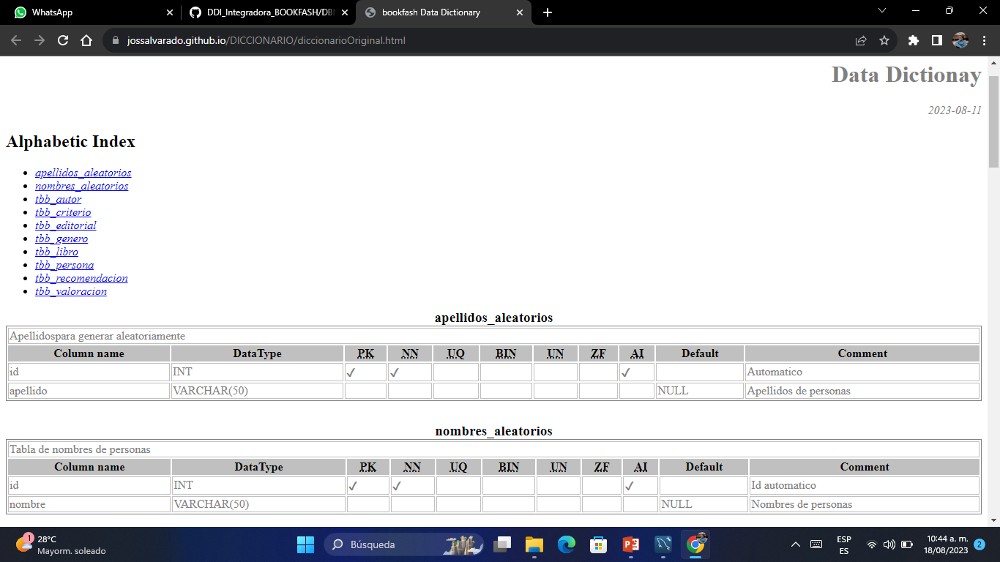 WhatsApp
DDI_Integradora_BOOKFASH/DBM
bookfash Data Dictionary
jossalvarado.github.io/DICCIONARIO/diccionarioOriginal.html
Data Dictionay
2023-08-11
Alphabetic Index
apellidos_aleatorios
nombres_aleatorios
tbb_autor
tbb_criterio
tbb_editorial
tbb_genero
tbb_libro
tbb_persona
tbb_recomendacion
tbb_valoracion
apellidos_aleatorios
Apellidospara generar aleatoriamente
Column name DataType PK NN UQ BIN UN ZF AI Default Comment
id INT ✓ ✓ ✓ Automatico
apellido VARCHAR(50) NULL Apellidos de personas
nombres_aleatorios
Tabla de nombres de personas
Column name DataType PK NN UQ BIN UN ZF AI Default Comment
id INT ✓ ✓ ✓ Id automatico
nombre VARCHAR(50) NULL Nombres de personas
1 28°C
Mayorm. soleado
Búsqueda
ESP
ES
10:44 a. m.
18/08/2023
2